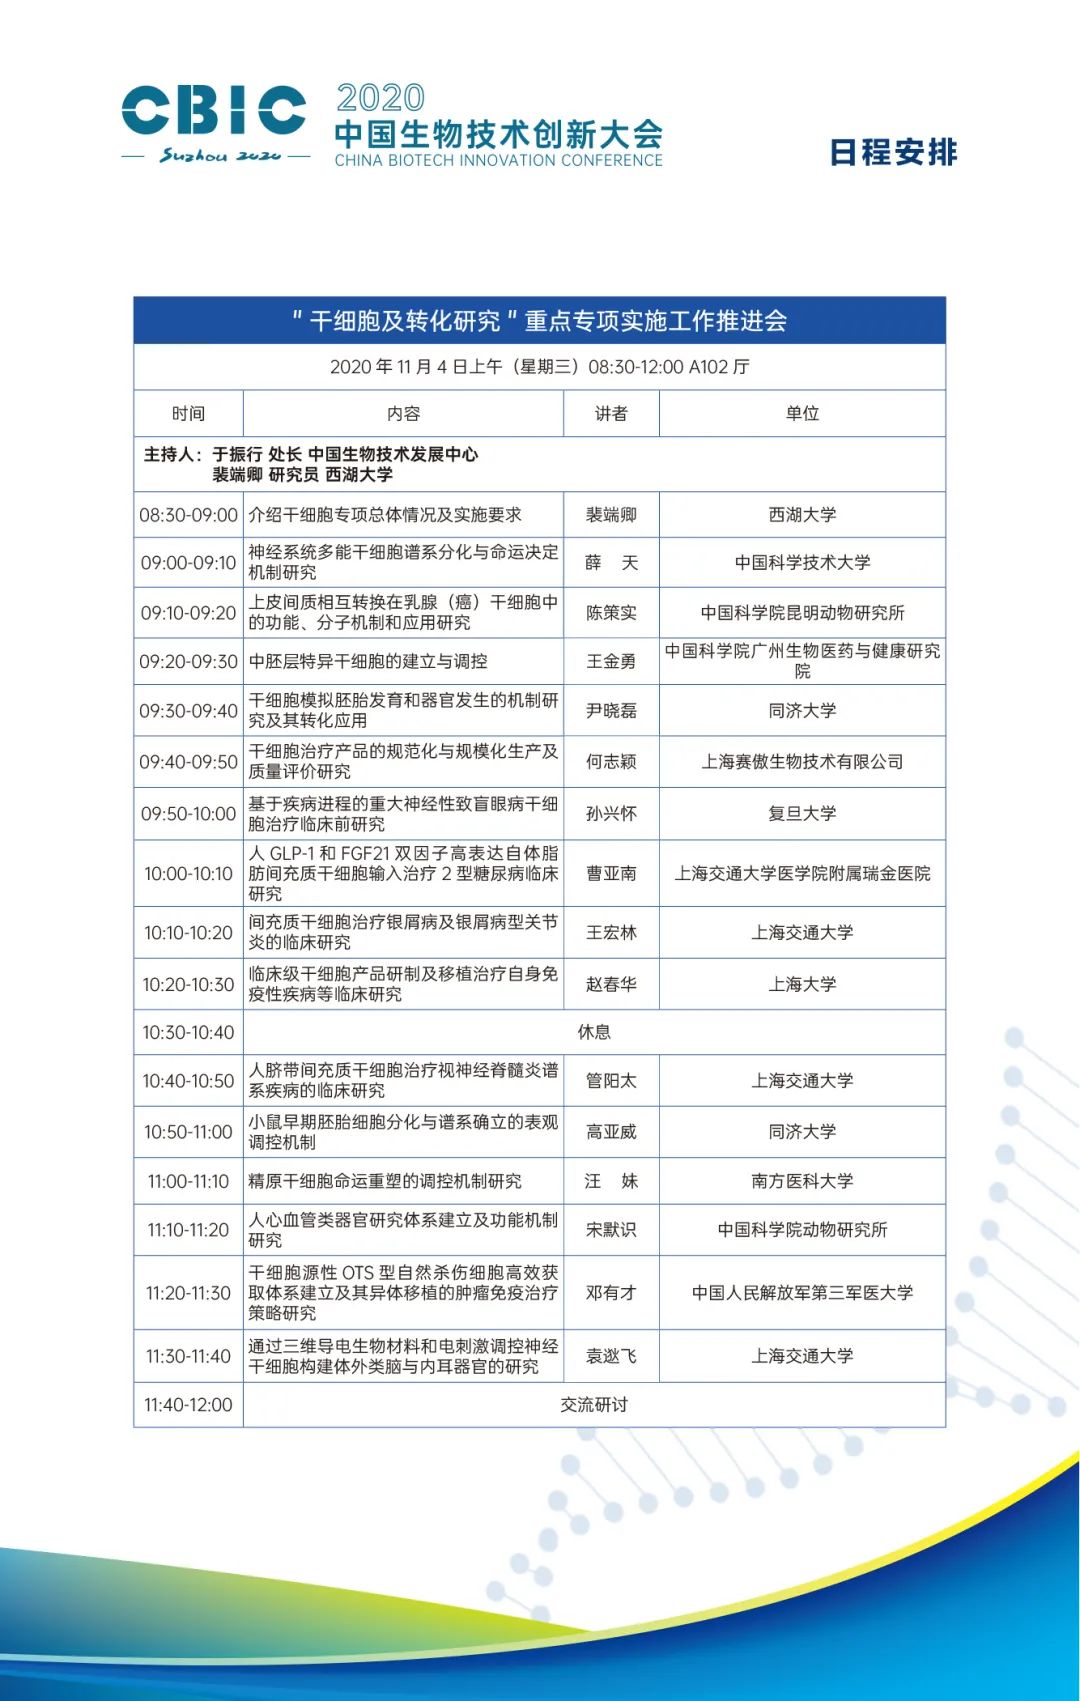 CBIC
Suzhou 2020
2020
中国生物技术创新大会
CHINA BIOTECH INNOVATION CONFERENCE
日程安排
"干细胞及转化研究"重点专项实施工作推进会
2020 年 11 月 4 日上午（星期三）08:30-12:00 A102 厅
时间 内容 讲者 单位
主持人：于振行 处长 中国生物技术发展中心
裴端卿 研究员 西湖大学
08:30-09:00 介绍干细胞专项总体情况及实施要求 裴端卿 西湖大学
09:00-09:10 神经系统多能干细胞谱系分化与命运决定
机制研究 薛 天 中国科学技术大学
09:10-09:20 上皮间质相互转换在乳腺（癌）干细胞中
的功能、分子机制和应用研究 陈策实 中国科学院昆明动物研究所
09:20-09:30 中胚层特异干细胞的建立与调控 王金勇 中国科学院广州生物医药与健康研究
院
09:30-09:40 干细胞模拟胚胎发育和器官发生的机制研
究及其转化应用 尹晓磊 同济大学
09:40-09:50 干细胞治疗产品的规范化与规模化生产及
质量评价研究 何志颖 上海赛傲生物技术有限公司
09:50-10:00 基于疾病进程的重大神经性致盲眼病干细
胞治疗临床前研究 孙兴怀 复旦大学
10:00-10:10 人 GLP-1 和 FGF21 双因子高表达自体脂
肪间充质干细胞输入治疗 2 型糖尿病临床
研究 曹亚南 上海交通大学医学院附属瑞金医院
10:10-10:20 间充质干细胞治疗银屑病及银屑病型关节
炎的临床研究 王宏林 上海交通大学
10:20-10:30 临床级干细胞产品研制及移植治疗自身免
疫性疾病等临床研究 赵春华 上海大学
10:30-10:40 休息
10:40-10:50 人脐带间充质干细胞治疗视神经脊髓炎谱
系疾病的临床研究 管阳太 上海交通大学
10:50-11:00 小鼠早期胚胎细胞分化与谱系确立的表观
调控机制 高亚威 同济大学
11:00-11:10 精原干细胞命运重塑的调控机制研究 汪 妹 南方医科大学
11:10-11:20 人心血管类器官研究体系建立及功能机制
研究 宋默识 中国科学院动物研究所
11:20-11:30 干细胞源性 OTS 型自然杀伤细胞高效获
取体系建立及其异体移植的肿瘤免疫治疗
策略研究 邓有才 中国人民解放军第三军医大学
11:30-11:40 通过三维导电生物材料和电刺激调控神经
干细胞构建体外类脑与内耳器官的研究 袁逖飞 上海交通大学
11:40-12:00 交流研讨